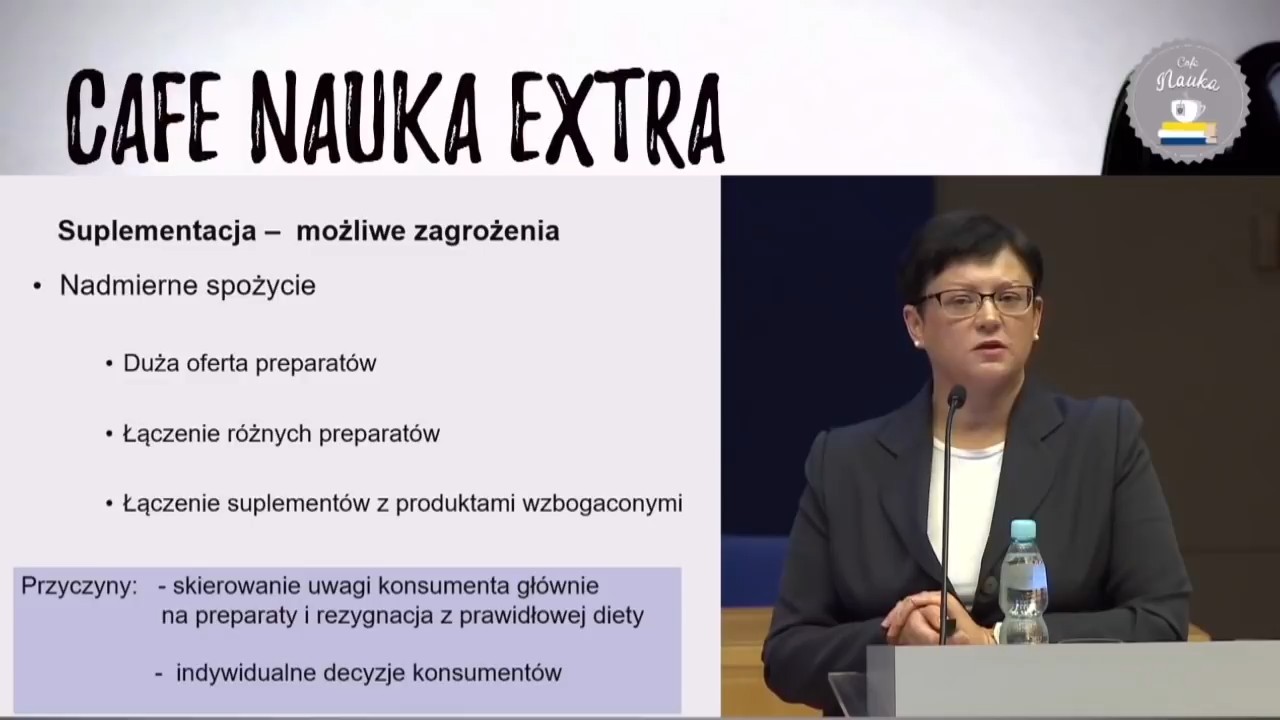 CAFE NAUKA EXTRA
Cafe
Nauka
Suplementacja – możliwe zagrożenia
• Nadmierne spożycie
• Duża oferta preparatów
• Łączenie różnych preparatów
• Łączenie suplementów z produktami wzbogaconymi
Przyczyny: - skierowanie uwagi konsumenta głównie
na preparaty i rezygnacja z prawidłowej diety
- indywidualne decyzje konsumentów